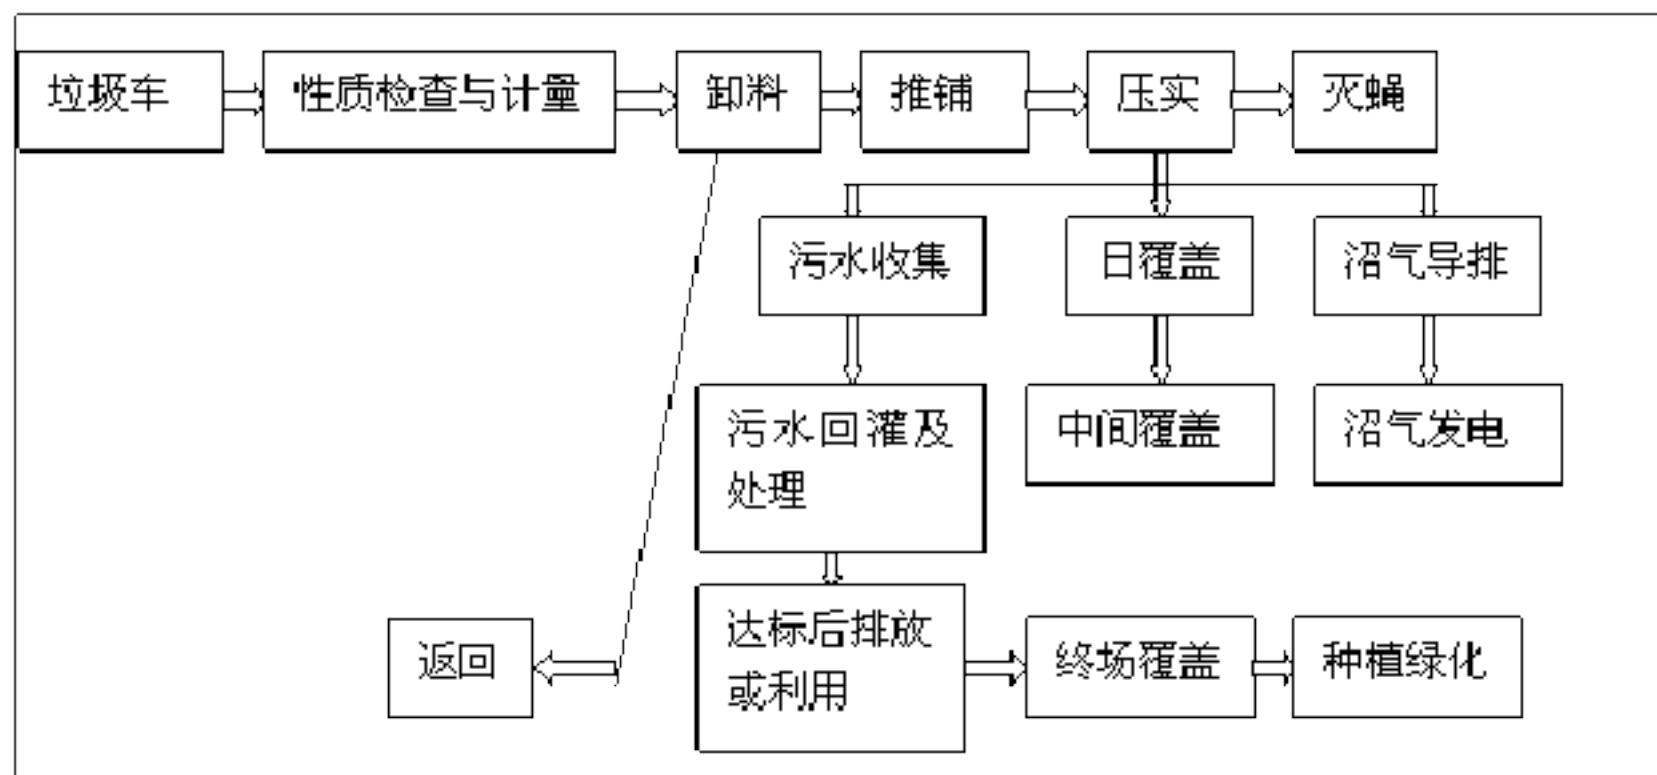 垃圾车
性质检查与计量
卸料
推铺
压实
灭蝇
污水收集
日覆盖
沼气导排
污水回灌及
处理
中间覆盖
沼气发电
返回
达标后排放
或利用
终场覆盖
种植绿化